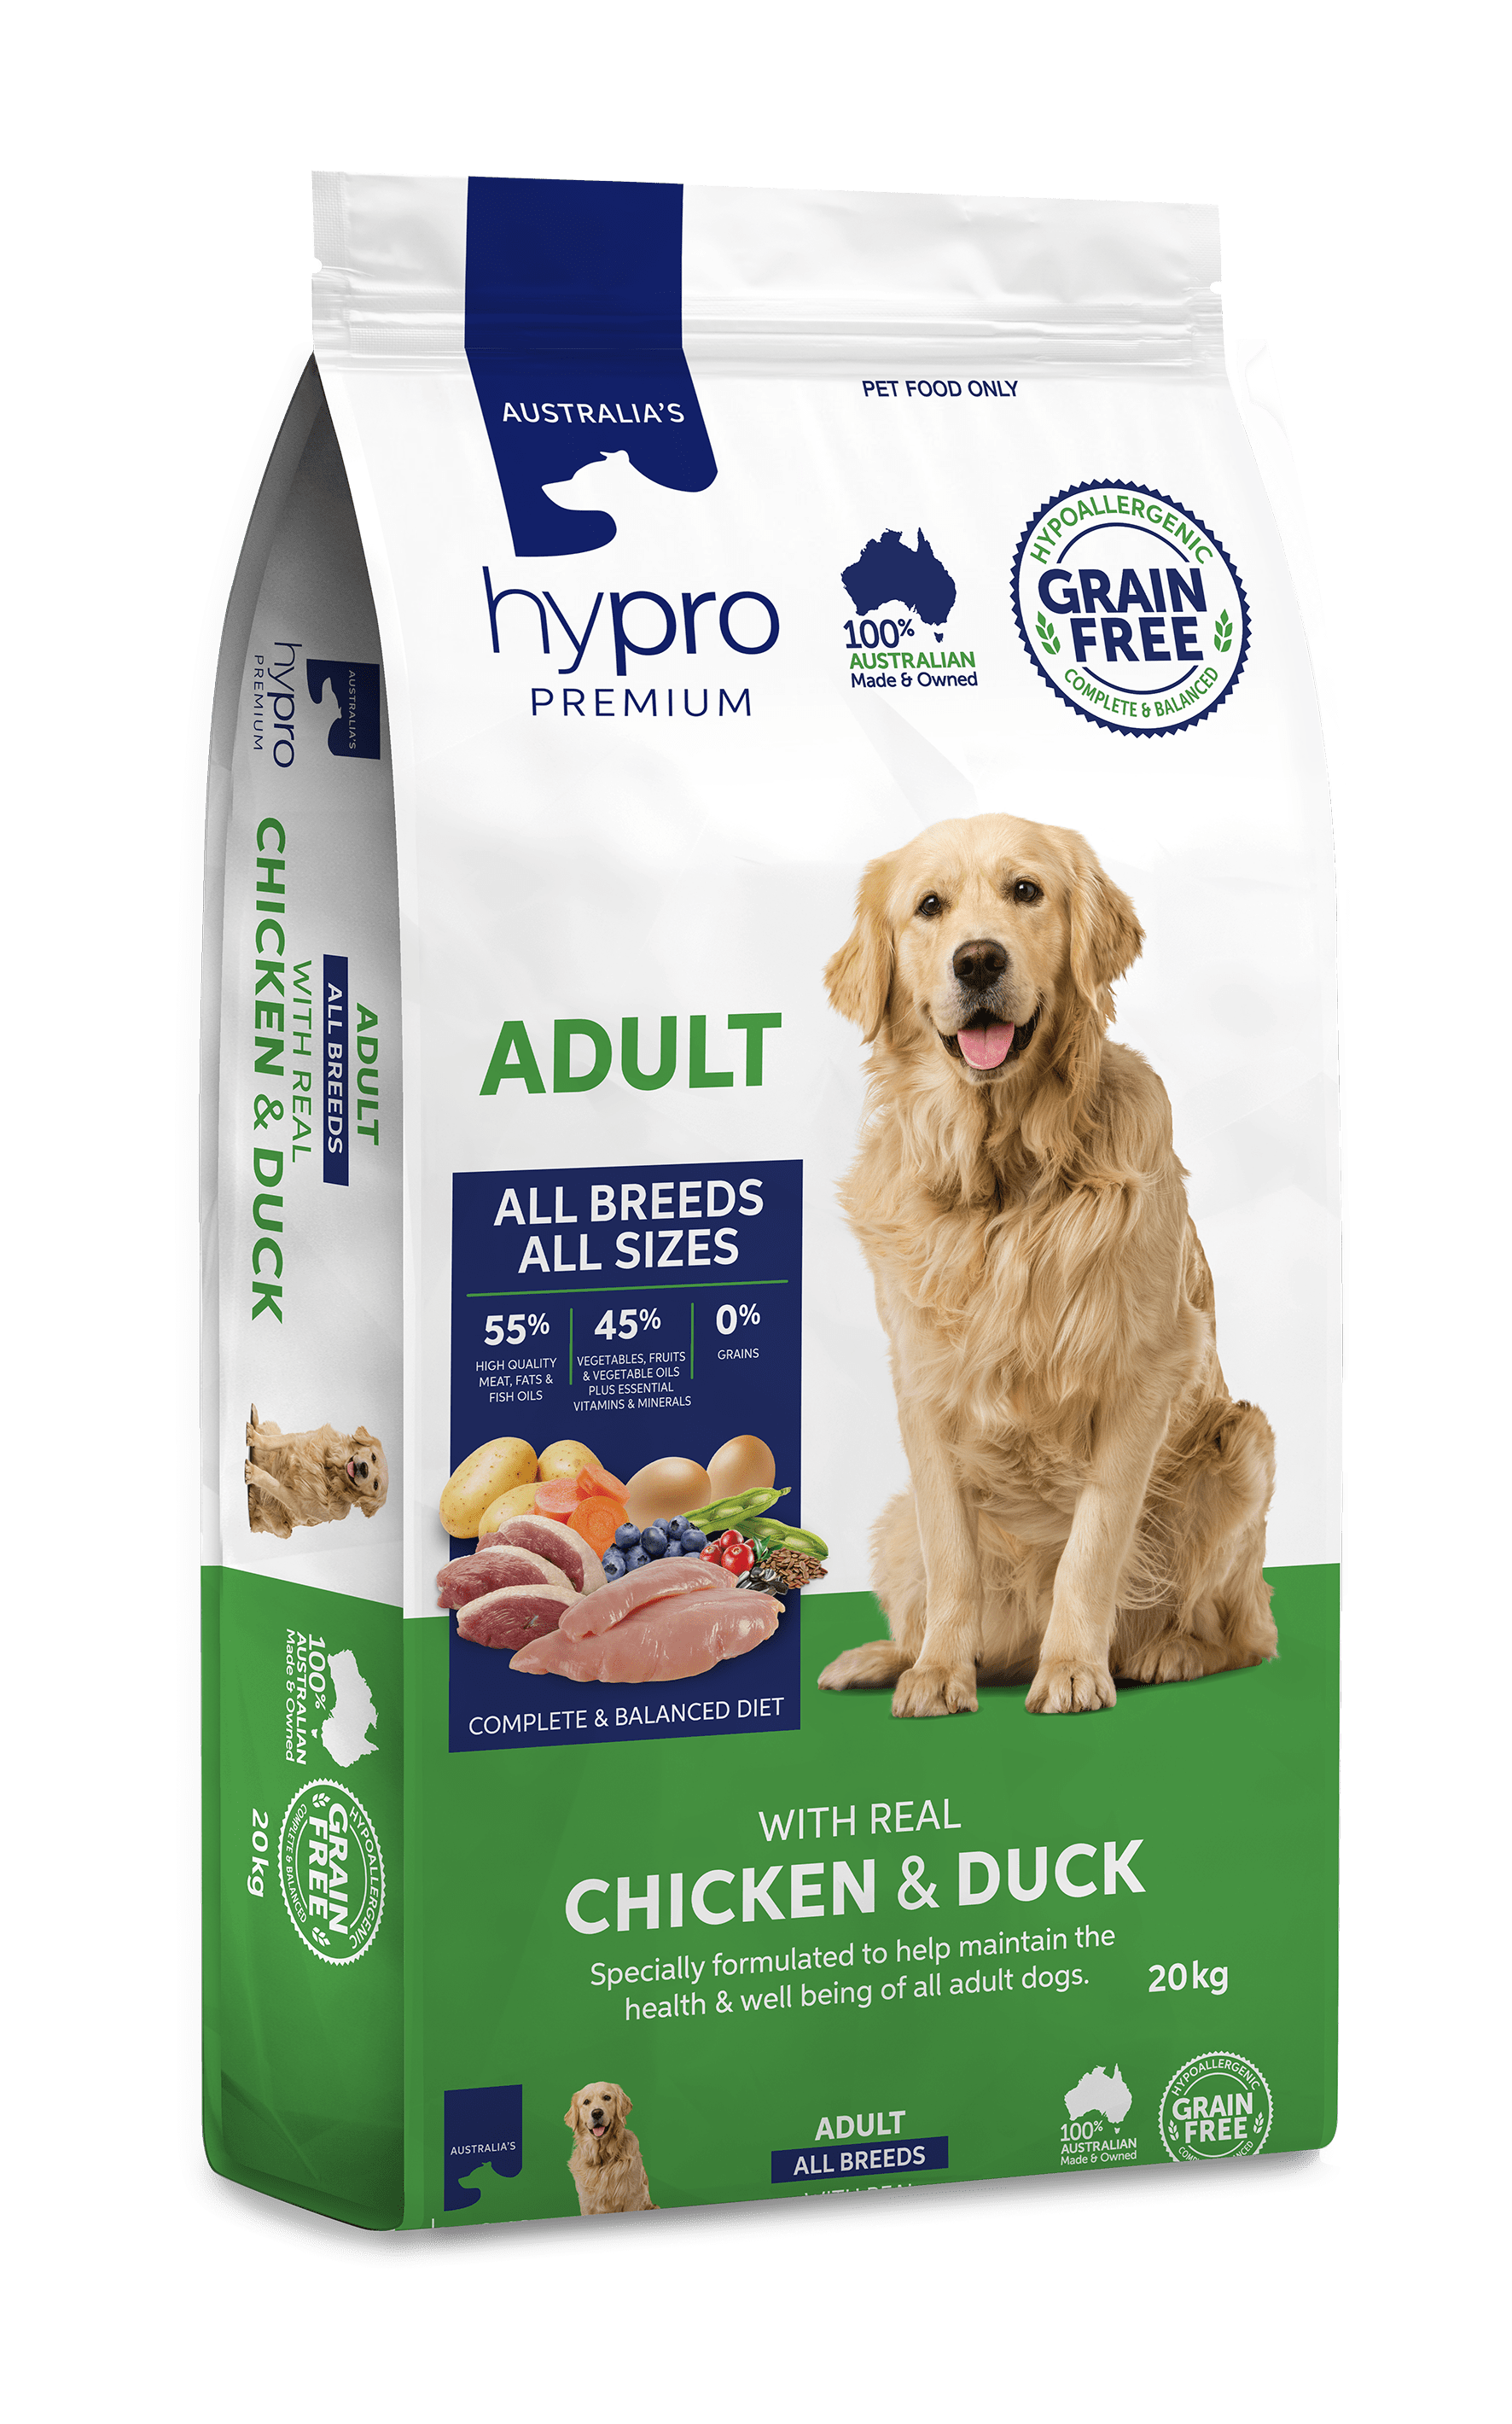 AUSTRALIA'S
hypro
PREMIUM
PET FOOD ONLY
100%
AUSTRALIAN
Made & Owned
HYPOALLERGENIC
GRAIN
FREE
COMPLETE & BALANCED
ADULT
ALL BREEDS
ALL SIZES
55%
HIGH QUALITY
MEAT, FATS &
FISH OILS
45%
VEGETABLES, FRUITS
& VEGETABLE OILS
PLUS ESSENTIAL
VITAMINS & MINERALS
0%
GRAINS
COMPLETE & BALANCED DIET
WITH REAL
CHICKEN & DUCK
Specially formulated to help maintain the
health & well being of all adult dogs.
20kg
AUSTRALIA'S
ADULT
ALL BREEDS
100%
AUSTRALIAN
Made & Owned
HYPOALLERGENIC
GRAIN
FREE
AUSTRALIA'S
hypro
PREMIUM
ADULT
ALL BREEDS
WITH REAL
CHICKEN & DUCK
100%
AUSTRALIAN
Made & Owned
HYPOALLERGENIC
GRAIN
FREE
COMPLETE & BALANCED
20kg